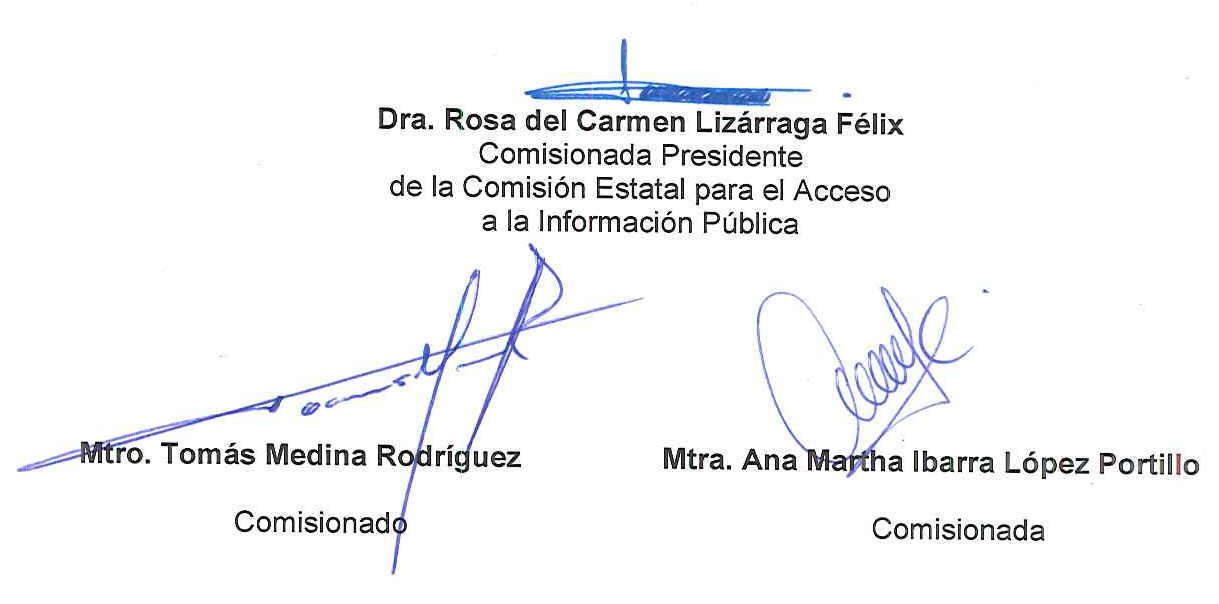 Dra. Rosa del Carmen Lizárraga Félix
Comisionada Presidente
de la Comisión Estatal para el Acceso
a la Información Pública
Mtro. Tomás Medina Rodríguez
Comisionado
Mtra. Ana Martha Ibarra López Portillo
Comisionada